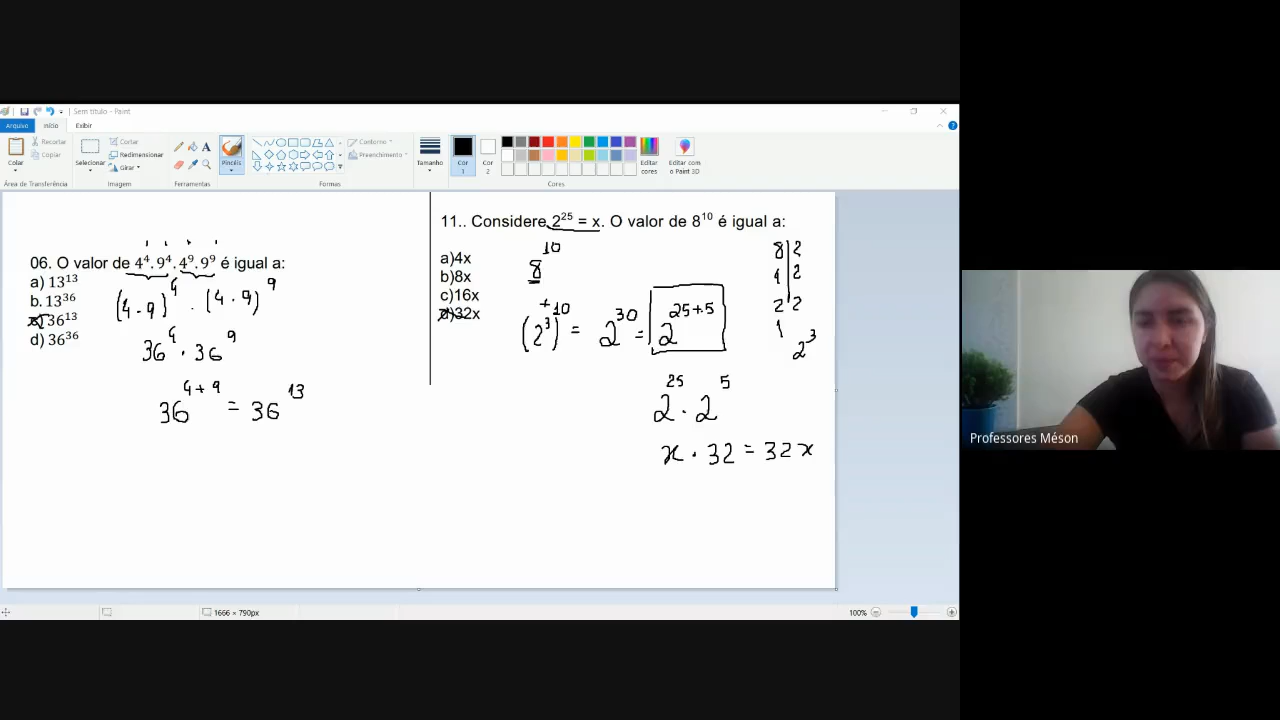 Sem título - Paint
Arquivo Início Exibir
Colar
Recortar
Copiar
Área de Transferência
Selecionar
Cortar
Redimensionar
Girar
Imagem
Ferramentas
Pincéis
Contorno
Preenchimento
Formas
Tamanho
Cor 1
Cor 2
Editar cores
Editar com o Paint 3D
Cores
06. O valor de 4⁴. 9⁴. 4⁹. 9⁹ é igual a:
a) 13¹³
b. 13³⁶
36¹³
d) 36³⁶
(4 · 9)⁴ · (4 · 9)⁹
36⁴ · 36⁹
36⁴⁺⁹ = 36¹³
11.. Considere 2²⁵ = x. O valor de 8¹⁰ é igual a:
a)4x
b)8x
c)16x
d)32x
8¹⁰
(2³)¹⁰ = 2³⁰ = 2²⁵⁺⁵
2²⁵ · 2⁵
x · 32 = 32x
8 | 2
4 | 2
2 | 2
1
2³
1666 × 790px
100%
Professores Méson